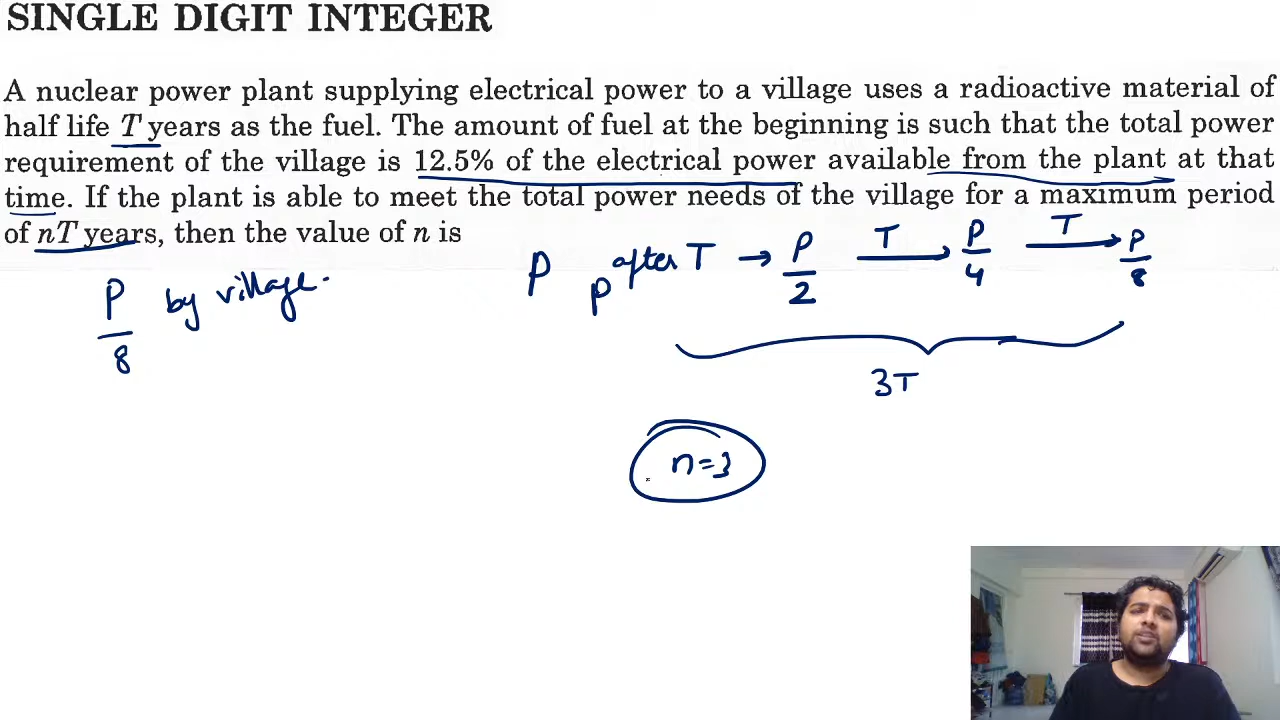 SINGLE DIGIT INTEGER
A nuclear power plant supplying electrical power to a village uses a radioactive material of
half life T years as the fuel. The amount of fuel at the beginning is such that the total power
requirement of the village is 12.5% of the electrical power available from the plant at that
time. If the plant is able to meet the total power needs of the village for a maximum period
of nT years, then the value of n is
P/8 by village.
P P after T → P/2 T→ P/4 T→ P/8
3T
n=3